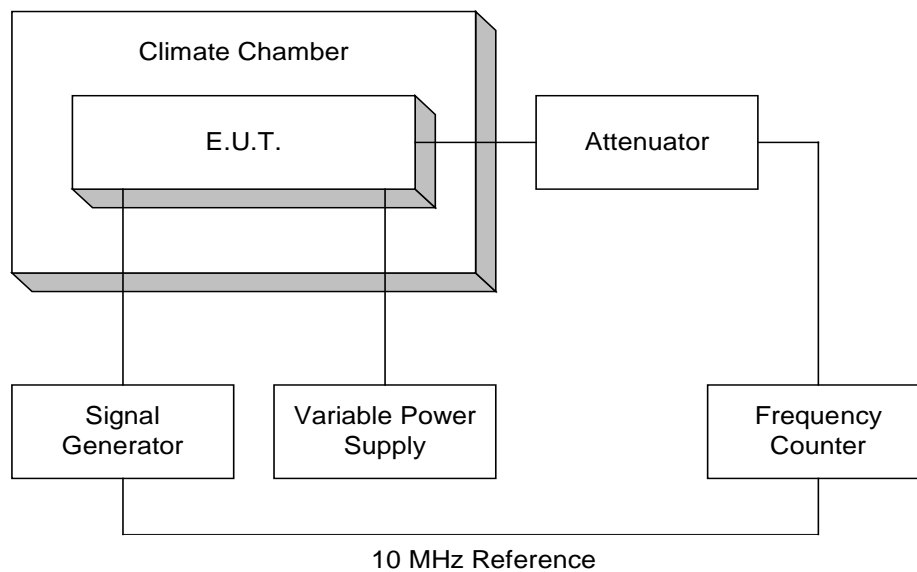 Climate Chamber
E.U.T.
Attenuator
Signal
Generator
Variable Power
Supply
Frequency
Counter
10 MHz Reference